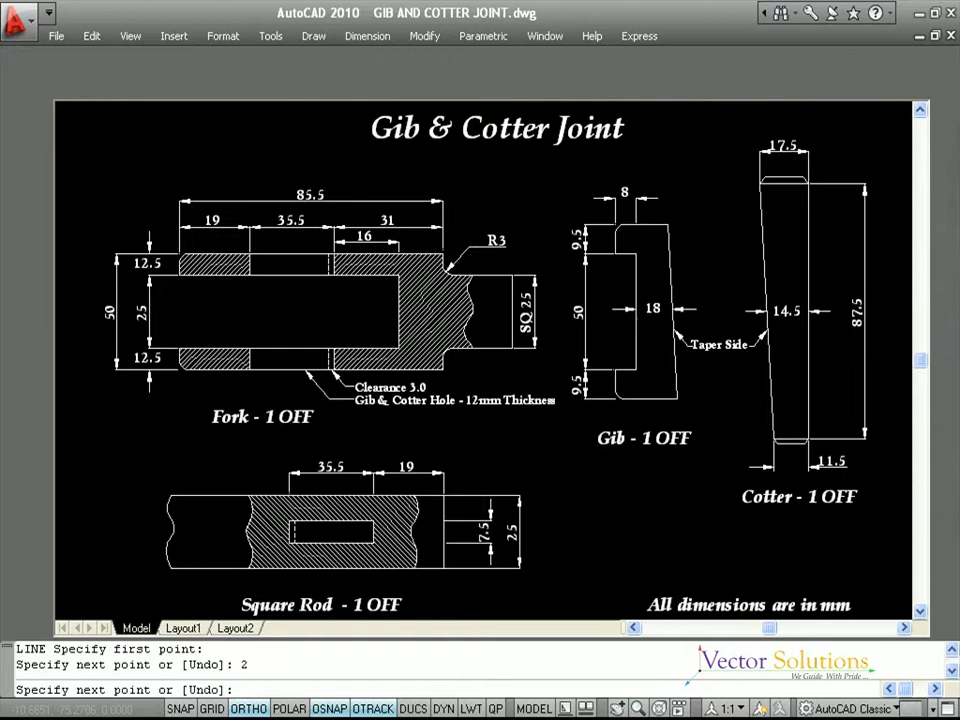 AutoCAD 2010 GIB AND COTTER JOINT.dwg
File Edit View Insert Format Tools Draw Dimension Modify Parametric Window Help Express
Gib & Cotter Joint
17.5
8
85.5
19 35.5 31
16
R3
9.5
12.5
50
25
12.5
SQ 25
50
18
14.5
87.5
Taper Side
9.5
Clearance 3.0
Gib & Cotter Hole - 12mm Thickness
Fork - 1 OFF
Gib - 1 OFF
11.5
Cotter - 1 OFF
35.5 19
7.5
25
Square Rod - 1 OFF
All dimensions are in mm
Model Layout1 Layout2
LINE Specify first point:
Specify next point or [Undo]: 2
Specify next point or [Undo]:
Vector Solutions
We Guide With Pride ...
SNAP GRID ORTHO POLAR OSNAP OTRACK DUCS DYN LWT QP MODEL 1:1 AutoCAD Classic